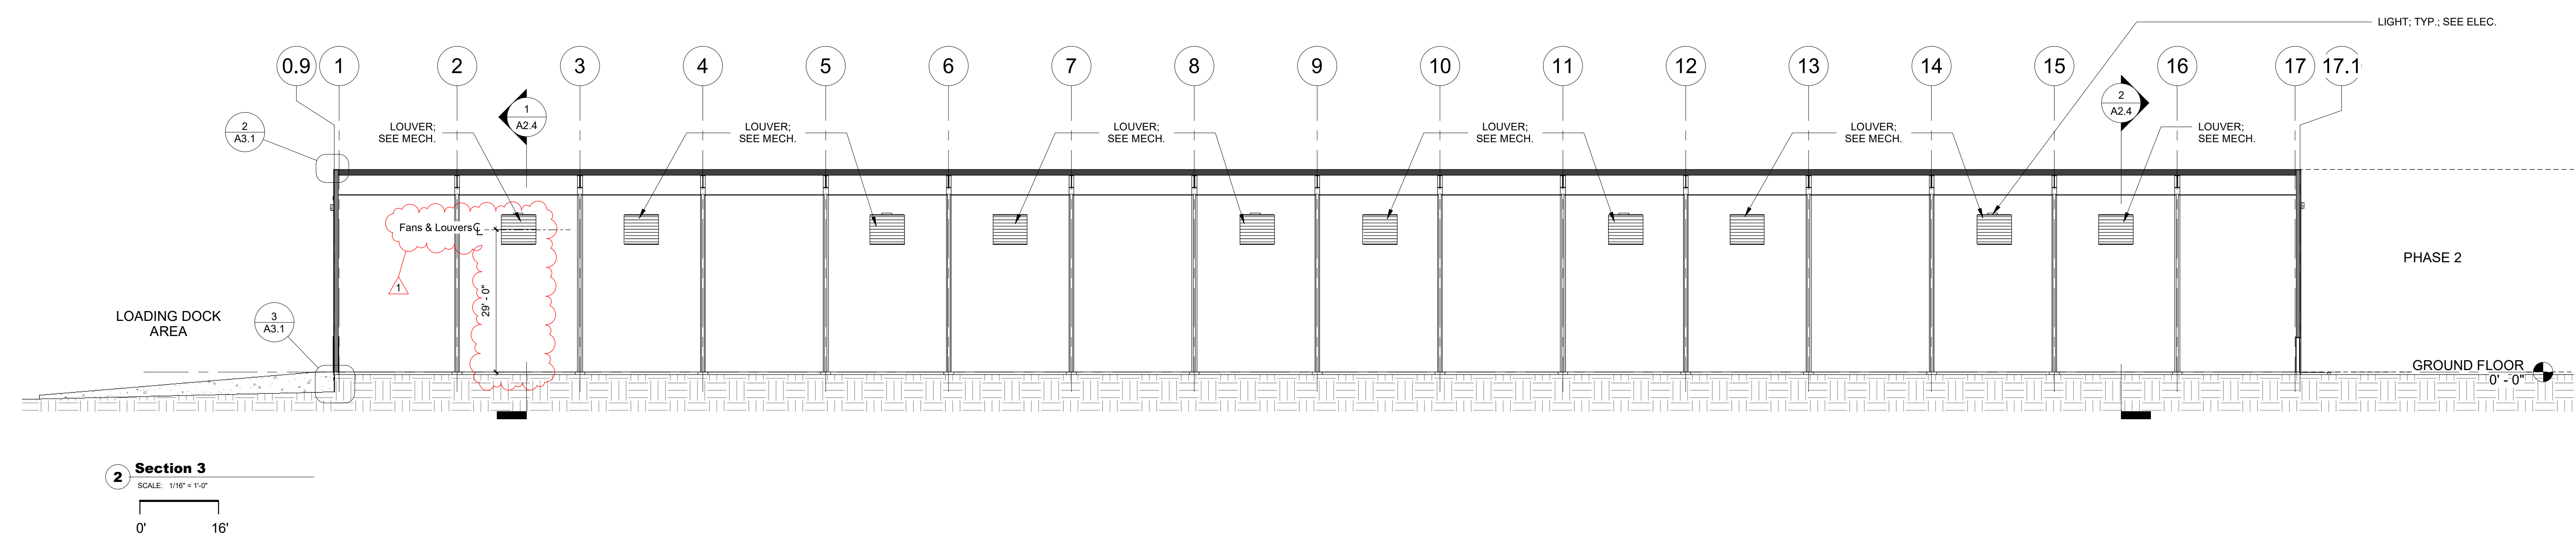 LIGHT; TYP.; SEE ELEC.
0.9
1
2
3
4
5
6
7
8
9
10
11
12
13
14
15
16
17
17.1
1
A2.4
2
A2.4
2
A3.1
LOUVER;
SEE MECH.
LOUVER;
SEE MECH.
LOUVER;
SEE MECH.
LOUVER;
SEE MECH.
LOUVER;
SEE MECH.
LOUVER;
SEE MECH.
Fans & Louvers CL
1
29' - 0"
PHASE 2
LOADING DOCK
AREA
3
A3.1
GROUND FLOOR
0' - 0"
2
Section 3
SCALE: 1/16" = 1'-0"
0'
16'